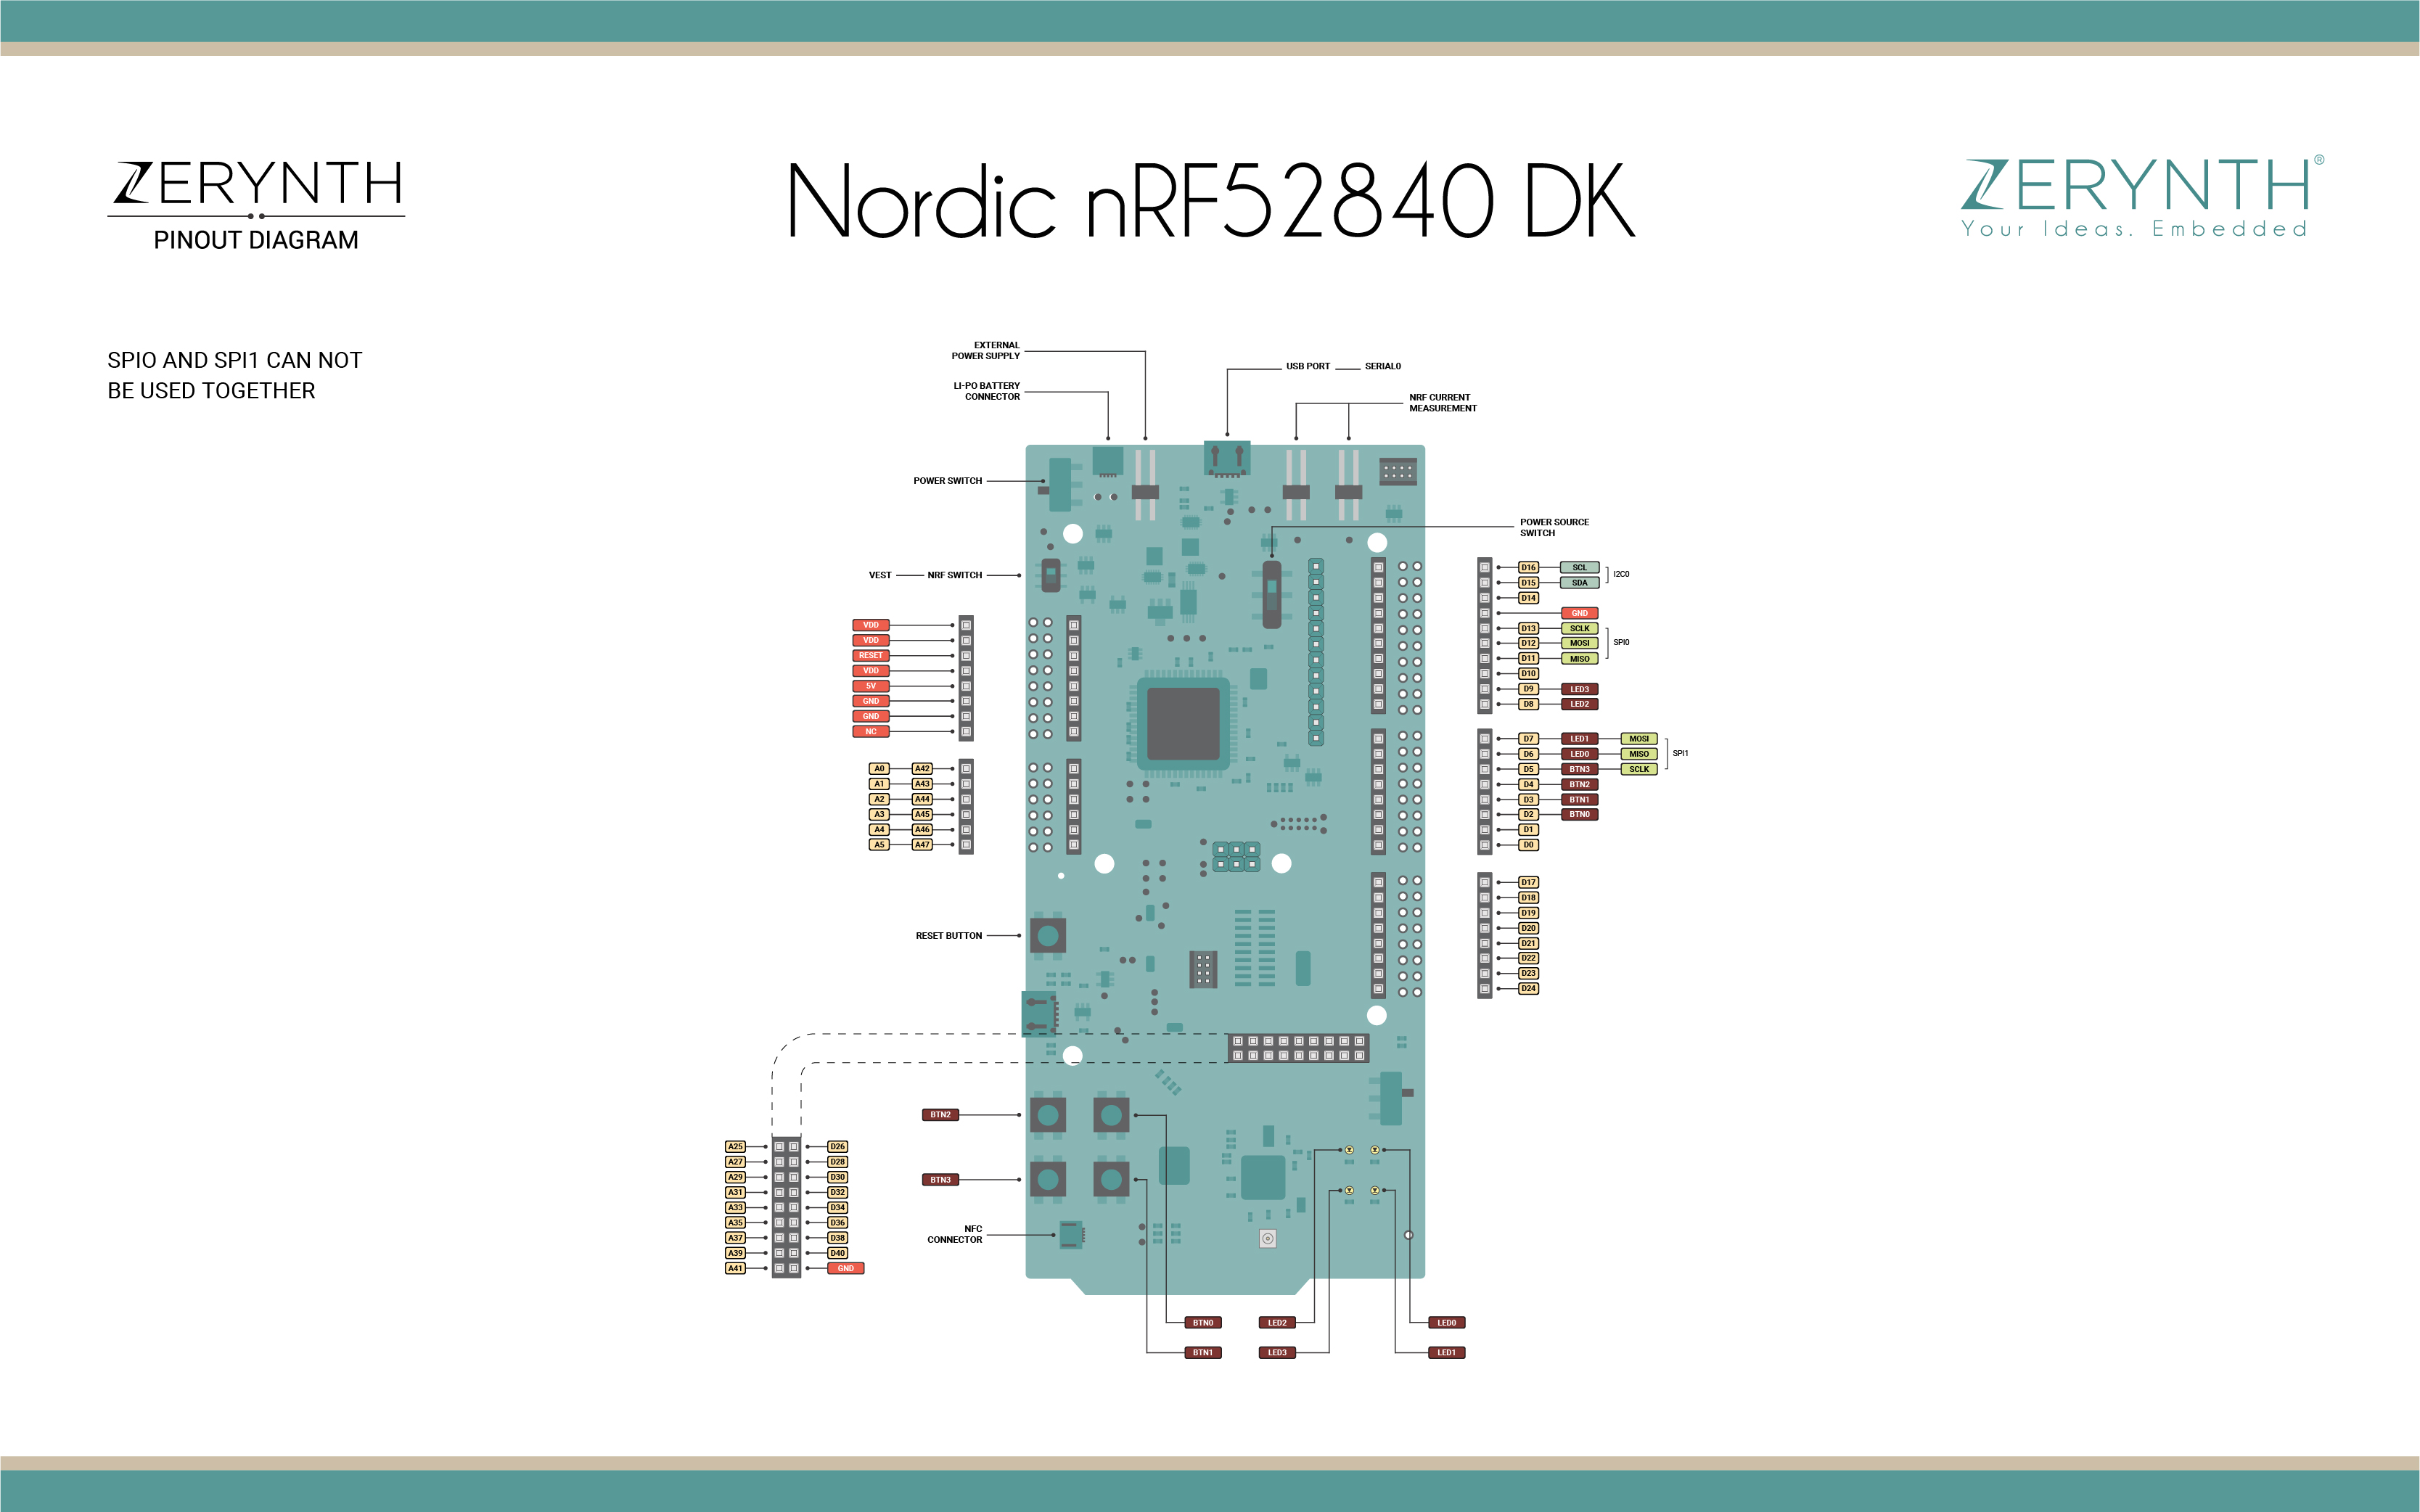 ZERYNTH
PINOUT DIAGRAM
Nordic nRF52840 DK
ZERYNTH®
Your Ideas. Embedded
SPIO AND SPI1 CAN NOT
BE USED TOGETHER
EXTERNAL
POWER SUPPLY
LI-PO BATTERY
CONNECTOR
USB PORT SERIAL0
NRF CURRENT
MEASUREMENT
POWER SWITCH
POWER SOURCE
SWITCH
VEST NRF SWITCH
VDD
VDD
RESET
VDD
5V
GND
GND
NC
A0 A42
A1 A43
A2 A44
A3 A45
A4 A46
A5 A47
D16 SCL
I2C0
D15 SDA
D14
GND
D13 SCLK
D12 MOSI
SPI0
D11 MISO
D10
D9 LED3
D8 LED2
D7 LED1 MOSI
D6 LED0 MISO
SPI1
D5 BTN3 SCLK
D4 BTN2
D3 BTN1
D2 BTN0
D1
D0
D17
D18
D19
D20
D21
D22
D23
D24
RESET BUTTON
BTN2
BTN3
NFC
CONNECTOR
A25 D26
A27 D28
A29 D30
A31 D32
A33 D34
A35 D36
A37 D38
A39 D40
A41 GND
BTN0 LED2 LED0
BTN1 LED3 LED1